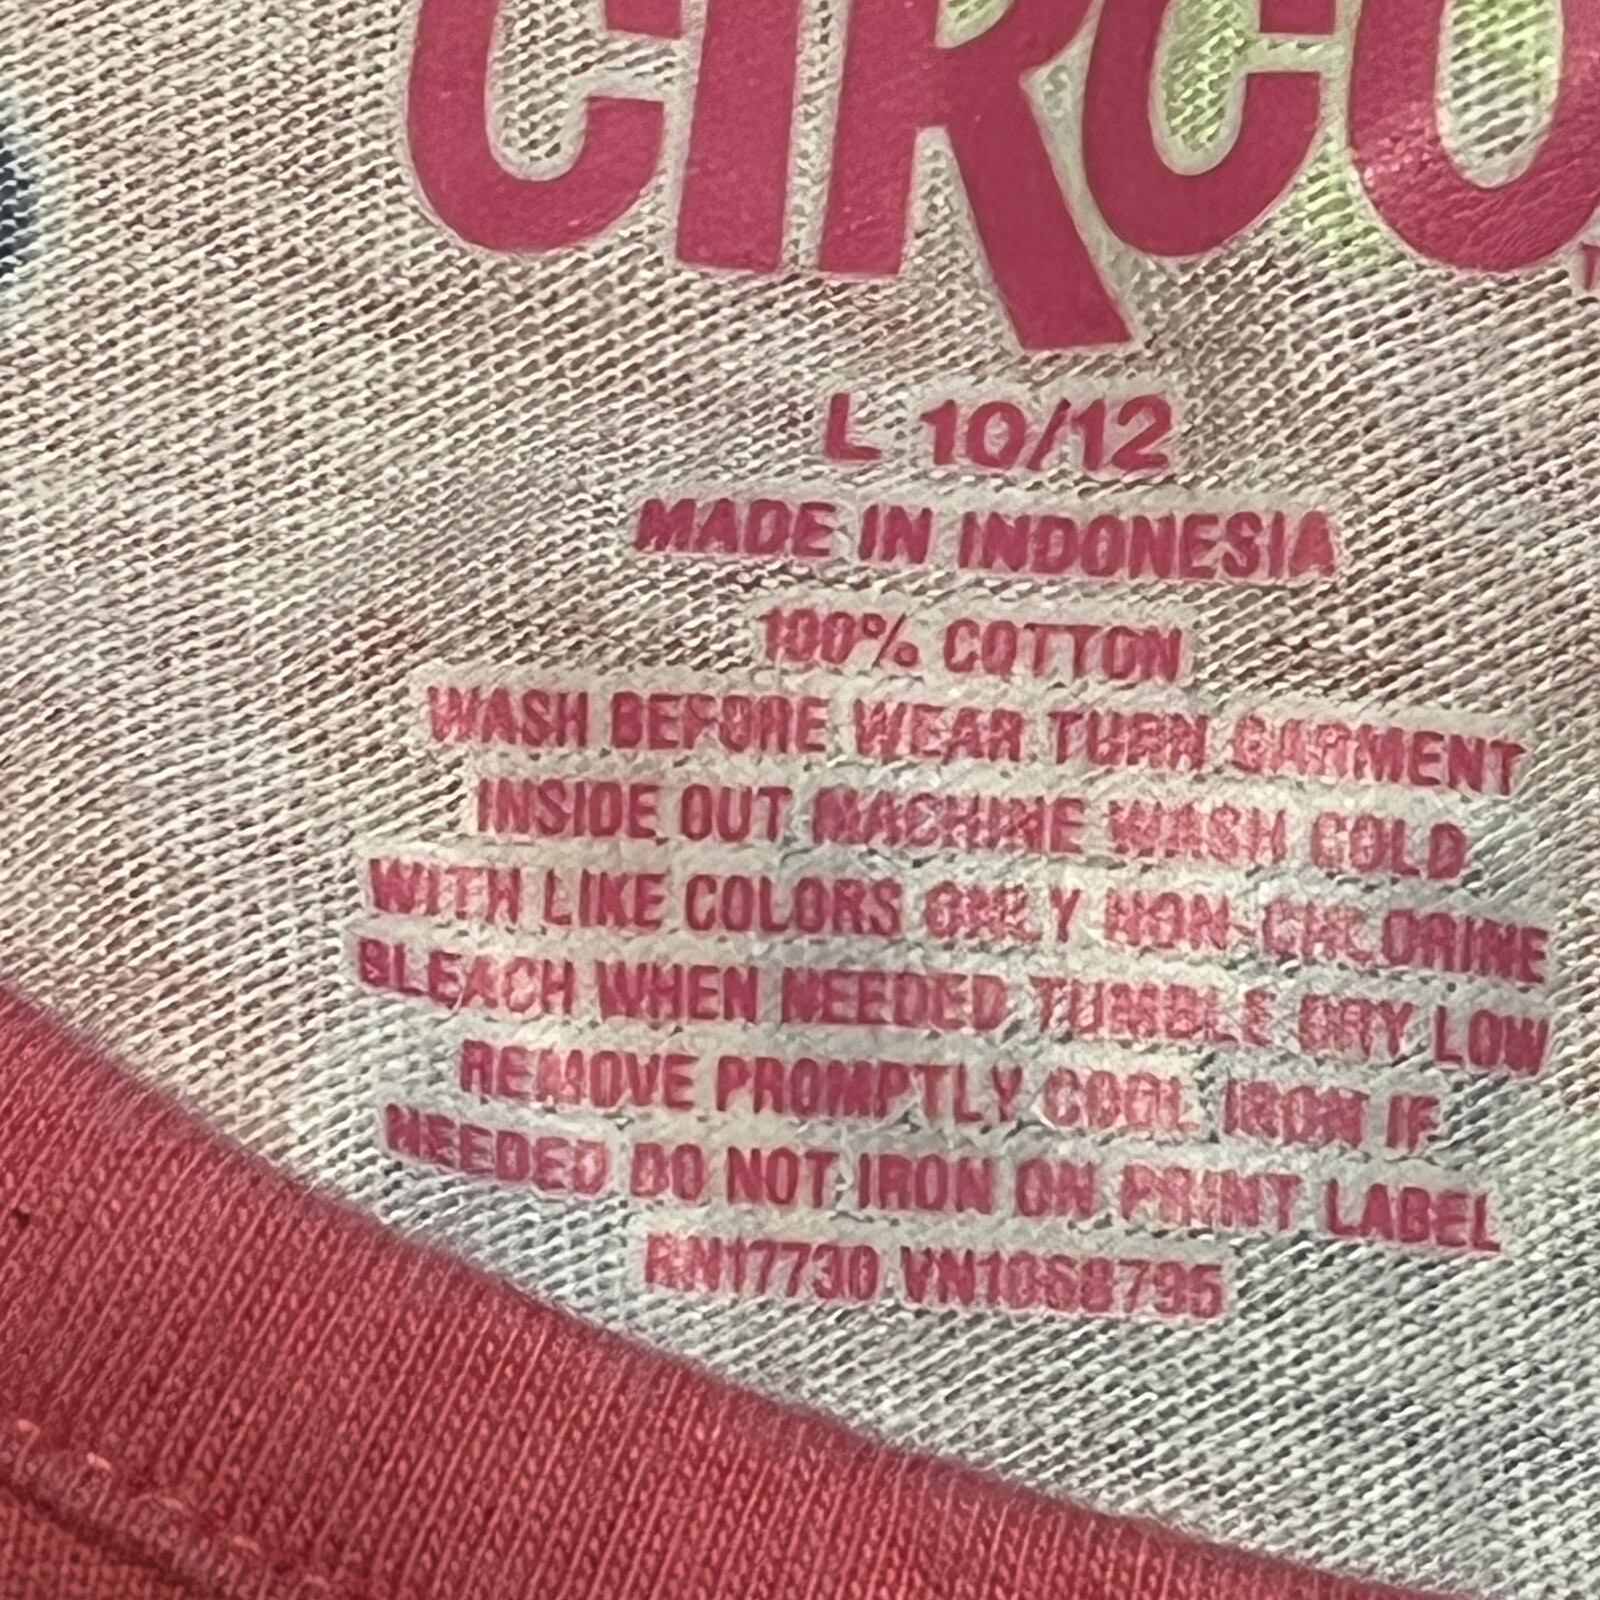 CIRCO
L 10/12
MADE IN INDONESIA
100% COTTON
WASH BEFORE WEAR TURN GARMENT
INSIDE OUT MACHINE WASH COLD
WITH LIKE COLORS ONLY NON-CHLORINE
BLEACH WHEN NEEDED TUMBLE DRY LOW
REMOVE PROMPTLY COOL IRON IF
NEEDED DO NOT IRON ON PRINT LABEL
RN17730